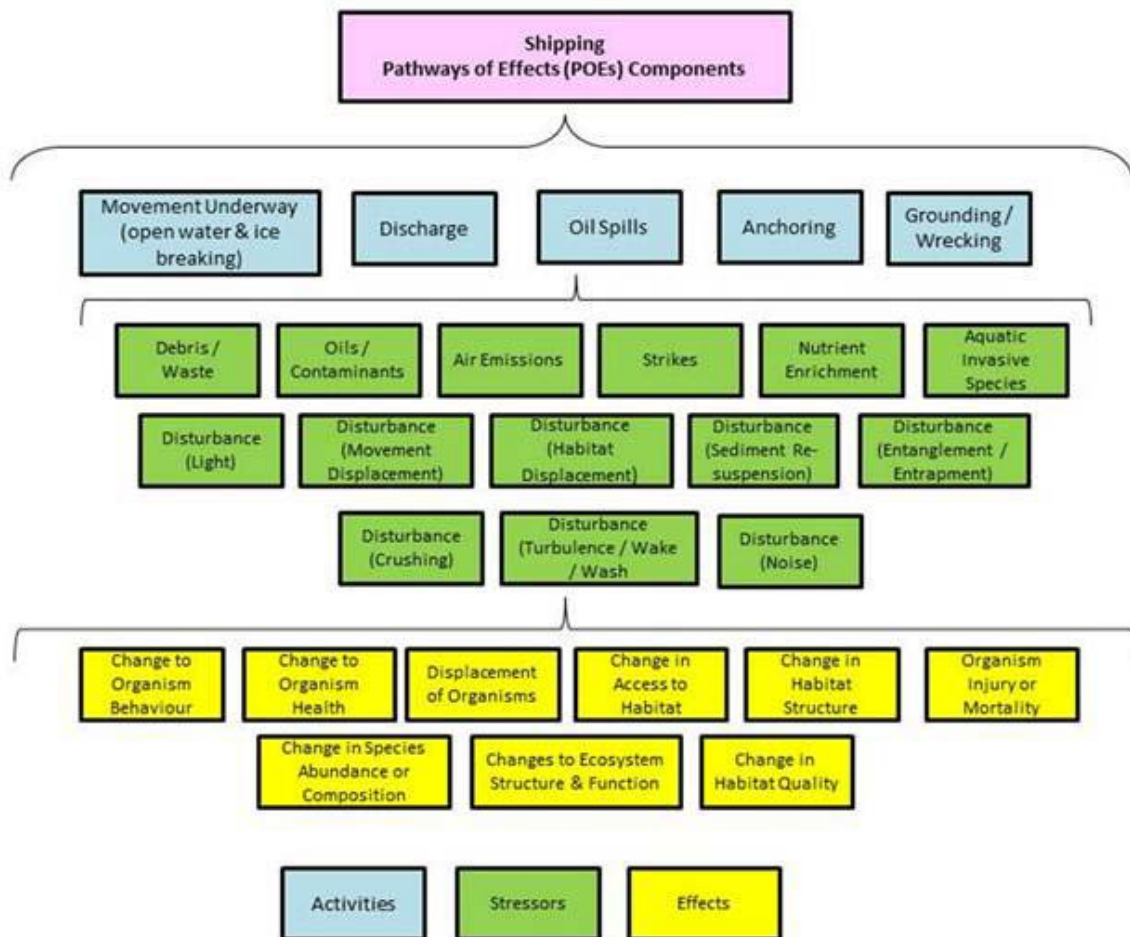 Shipping
Pathways of Effects (POEs) Components
Movement Underway
(open water & ice
breaking)
Discharge
Oil Spills
Anchoring
Grounding /
Wrecking
Debris /
Waste
Oils /
Contaminants
Air Emissions
Strikes
Nutrient
Enrichment
Aquatic
Invasive
Species
Disturbance
(Light)
Disturbance
(Movement
Displacement)
Disturbance
(Habitat
Displacement)
Disturbance
(Sediment Re-
suspension)
Disturbance
(Entanglement /
Entrapment)
Disturbance
(Crushing)
Disturbance
(Turbulence / Wake
/ Wash
Disturbance
(Noise)
Change to
Organism
Behaviour
Change to
Organism
Health
Displacement
of Organisms
Change in
Access to
Habitat
Change in
Habitat
Structure
Organism
Injury or
Mortality
Change in Species
Abundance or
Composition
Changes to Ecosystem
Structure & Function
Change in
Habitat Quality
Activities
Stressors
Effects